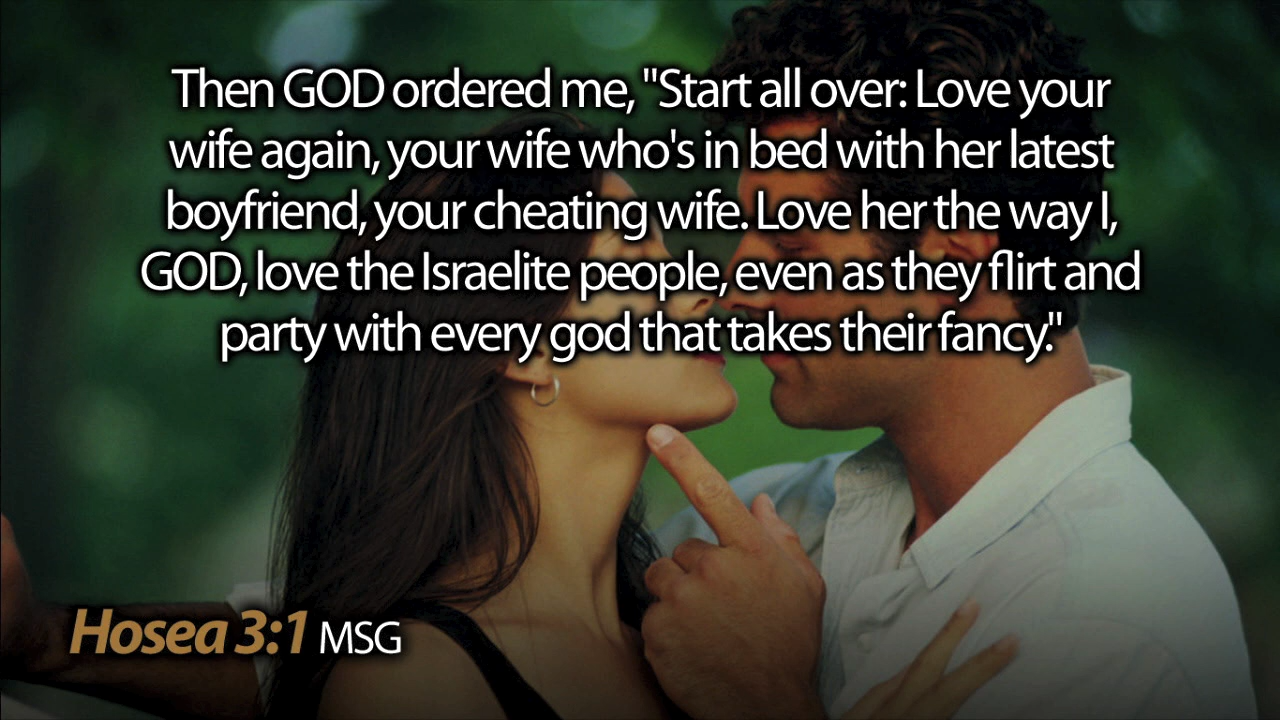 Then GOD ordered me, "Start all over: Love your
wife again, your wife who's in bed with her latest
boyfriend, your cheating wife. Love her the way I,
GOD, love the Israelite people, even as they flirt and
party with every god that takes their fancy."
Hosea 3:1 MSG